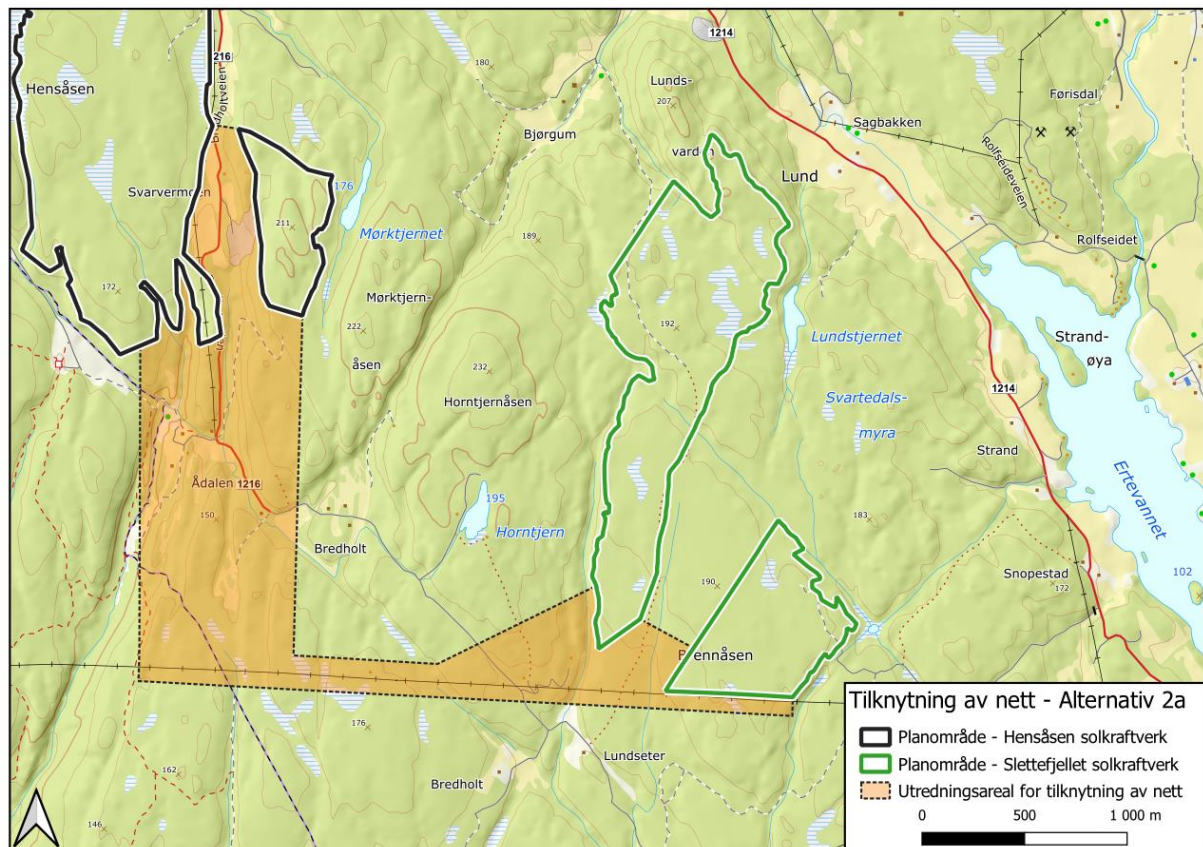 1214
216
Bredholtveien
Hensåsen
180
Lunds-
207
Førisdal
Sagbakken
Bjørgum
Rolfseideveien
varden
Svarvermoen
176
Lund
211
Mørktjernet
189
Rolfseidet
172
Mørktjern-
222
192
Lundstjernet
Strand-
øya
åsen
232
1214
Horntjernåsen
Svartedals-
myra
Strand
Ertevannet
Ådalen 1216
195
150
Horntjern
183
Bredholt
Snopestad
172
102
190
Brennåsen
176
Lundseter
162
Bredholt
146
Tilknytning av nett - Alternativ 2a
Planområde - Hensåsen solkraftverk
Planområde - Slettefjellet solkraftverk
Utredningsareal for tilknytning av nett
0 500 1 000 m